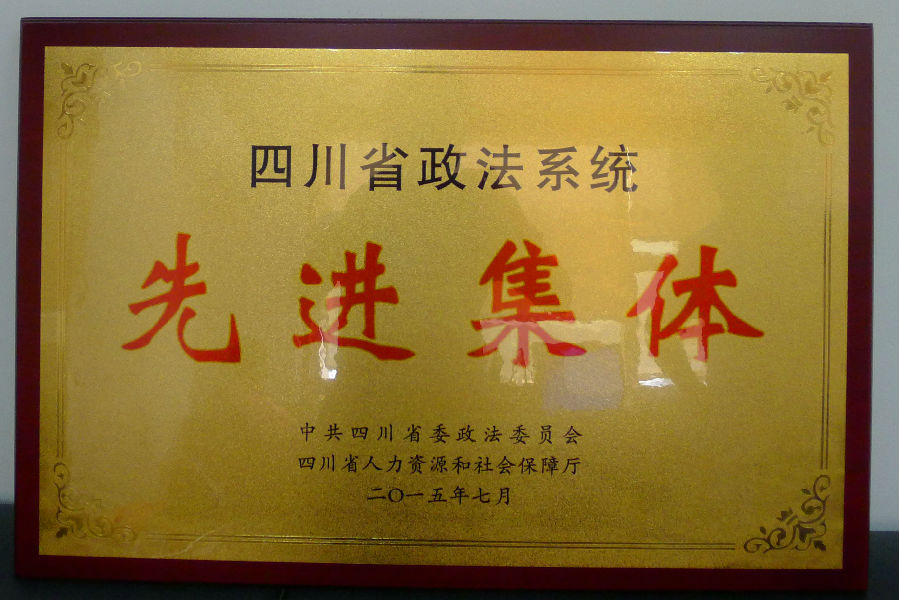 四川省政法系统
先进集体
中共四川省委政法委员会
四川省人力资源和社会保障厅
二〇一五年七月